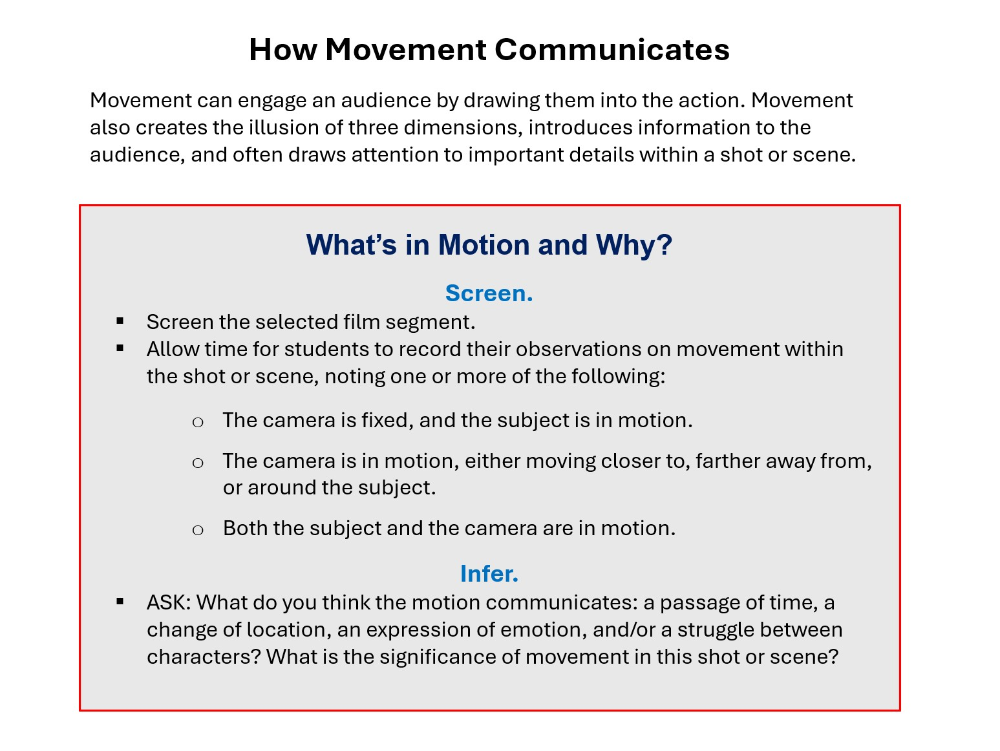 How Movement Communicates
Movement can engage an audience by drawing them into the action. Movement
also creates the illusion of three dimensions, introduces information to the
audience, and often draws attention to important details within a shot or scene.
What’s in Motion and Why?
Screen.
▪ Screen the selected film segment.
▪ Allow time for students to record their observations on movement within
the shot or scene, noting one or more of the following:
o The camera is fixed, and the subject is in motion.
o The camera is in motion, either moving closer to, farther away from,
or around the subject.
o Both the subject and the camera are in motion.
Infer.
▪ ASK: What do you think the motion communicates: a passage of time, a
change of location, an expression of emotion, and/or a struggle between
characters? What is the significance of movement in this shot or scene?